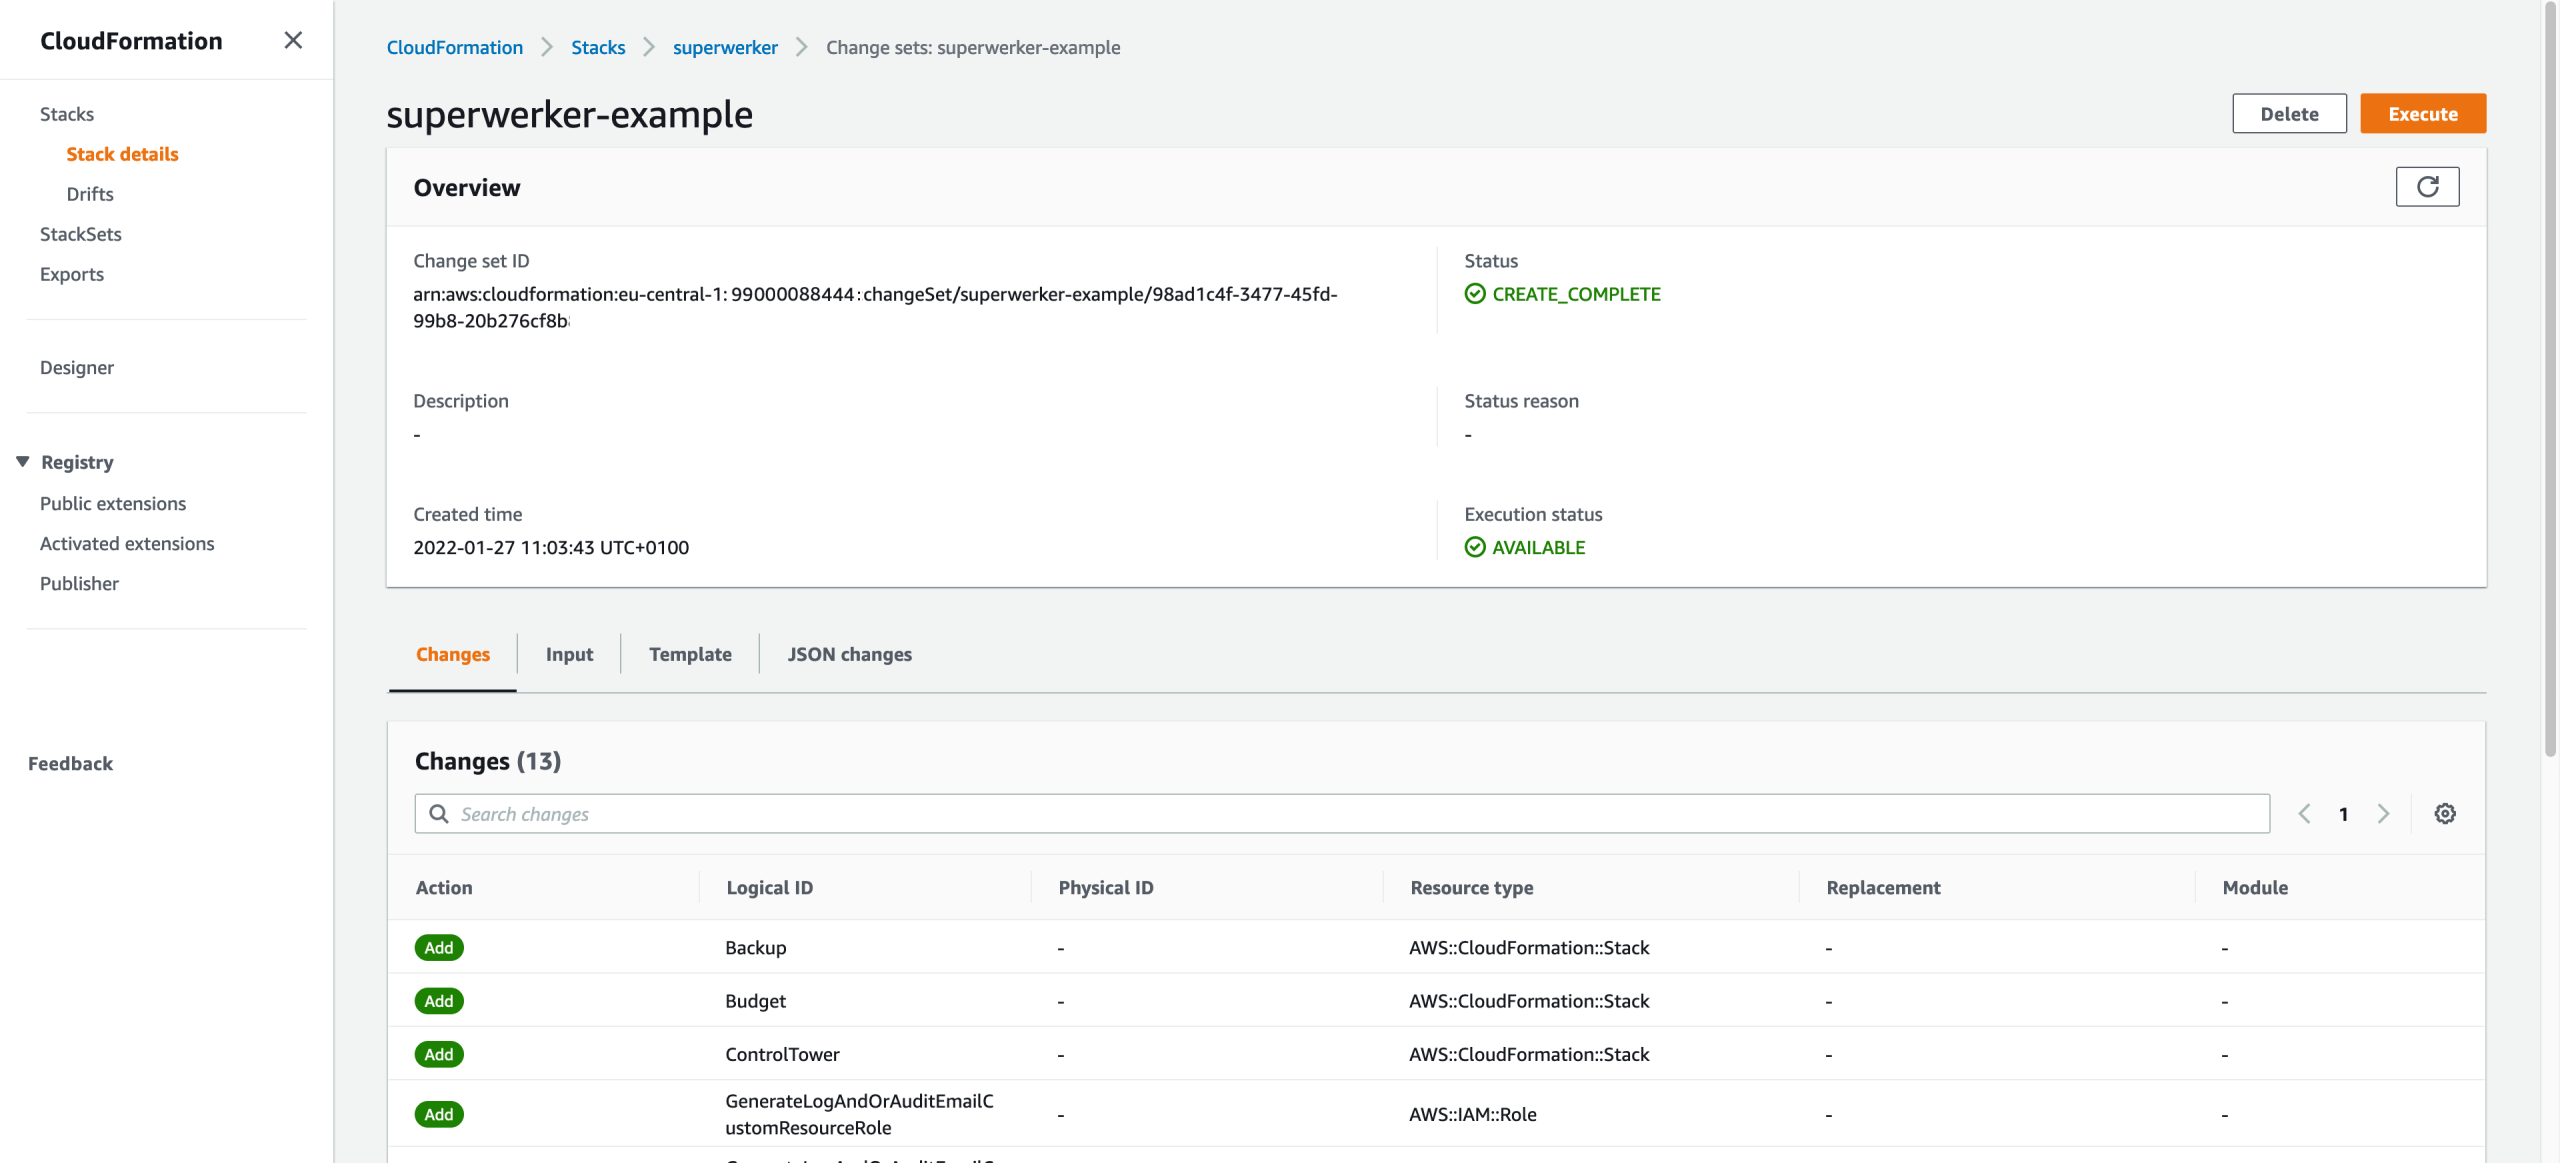 CloudFormation
Stacks
Stack details
Drifts
StackSets
Exports
Designer
Registry
Public extensions
Activated extensions
Publisher
Feedback
CloudFormation Stacks superwerker Change sets: superwerker-example
superwerker-example
Delete Execute
Overview
Change set ID
arn:aws:cloudformation:eu-central-1: 99000088444:changeSet/superwerker-example/98ad1c4f-3477-45fd-
99b8-20b276cf8b
Status
CREATE_COMPLETE
Description
-
Status reason
-
Created time
2022-01-27 11:03:43 UTC+0100
Execution status
AVAILABLE
Changes Input Template JSON changes
Changes (13)
Search changes 1
Action Logical ID Physical ID Resource type Replacement Module
Add Backup - AWS::CloudFormation::Stack - -
Add Budget - AWS::CloudFormation::Stack - -
Add ControlTower - AWS::CloudFormation::Stack - -
Add GenerateLogAndOrAuditEmailC - AWS::IAM::Role - -
ustomResourceRole